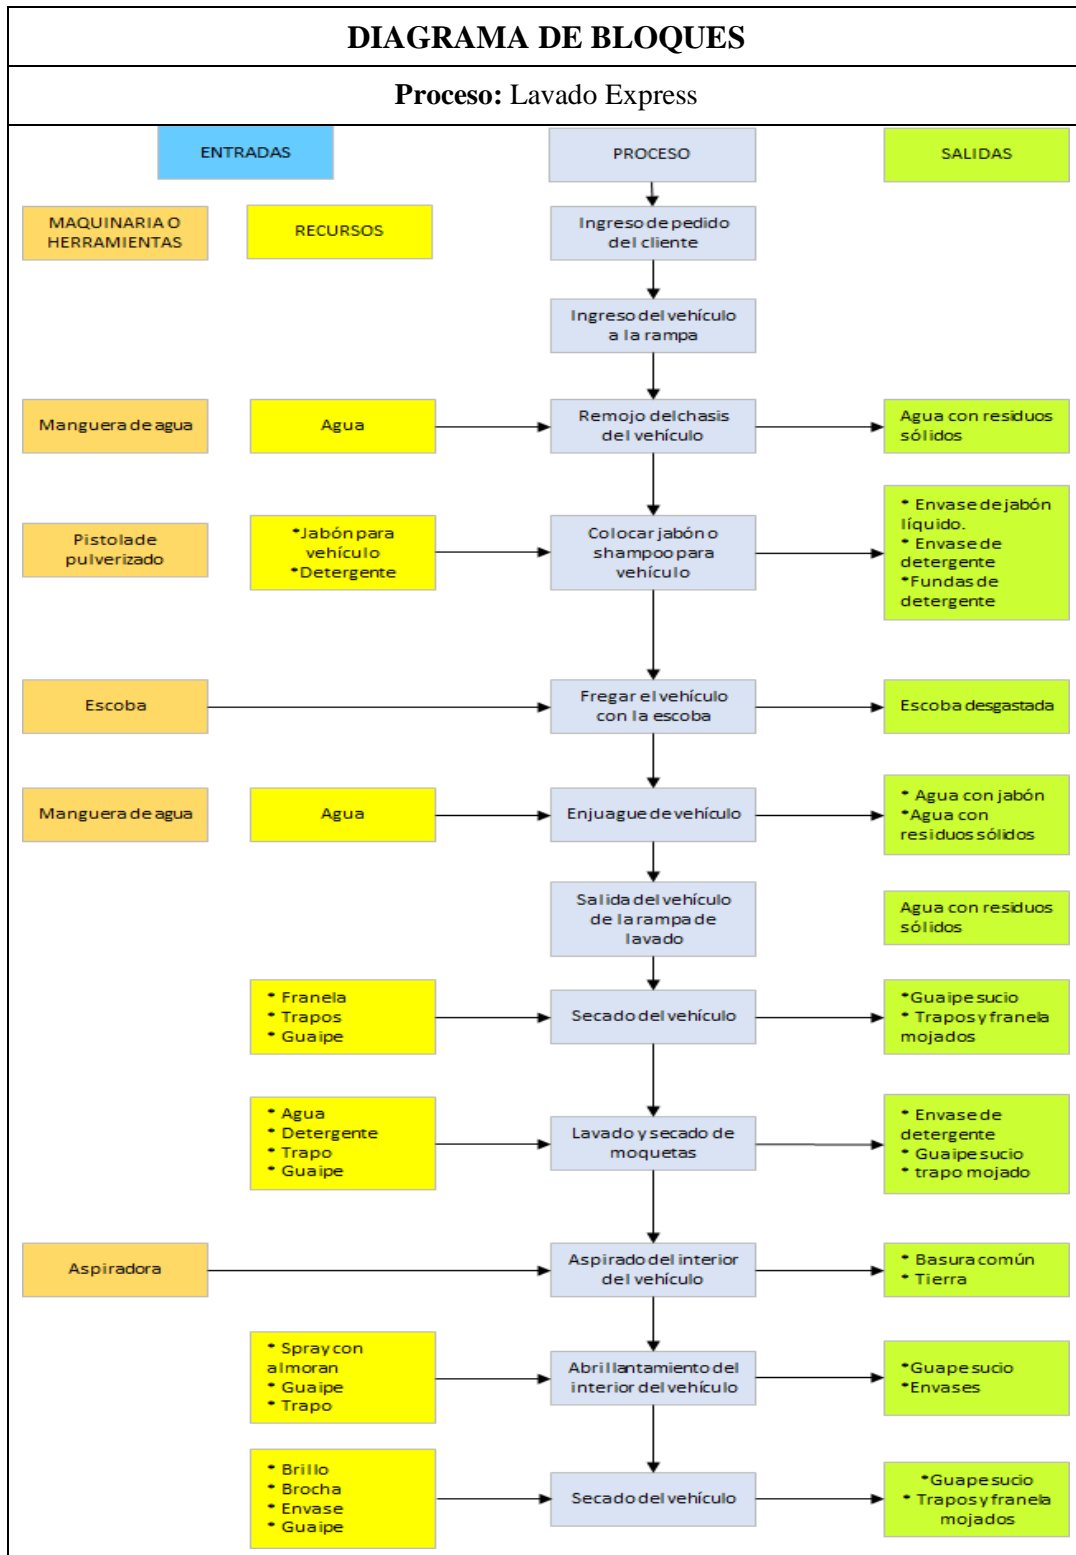 DIAGRAMA DE BLOQUES
Proceso: Lavado Express
ENTRADAS
PROCESO
SALIDAS
MAQUINARIA O
HERRAMIENTAS
RECURSOS
Ingreso de pedido
del cliente
Ingreso del vehículo
a la rampa
Manguera de agua
Agua
Remojo del chasis
del vehículo
Agua con residuos
sólidos
Pistola de
pulverizado
*Jabón para
vehículo
*Detergente
Colocar jabón o
shampoo para
vehículo
* Envase de jabón
líquido.
* Envase de
detergente
*Fundas de
detergente
Escoba
Fregar el vehículo
con la escoba
Escoba desgastada
Manguera de agua
Agua
Enjuague de vehículo
* Agua con jabón
*Agua con
residuos sólidos
Salida del vehículo
de la rampa de
lavado
Agua con residuos
sólidos
* Franela
* Trapos
* Guaipe
Secado del vehículo
*Guaipe sucio
* Trapos y franela
mojados
* Agua
* Detergente
* Trapo
* Guaipe
Lavado y secado de
moquetas
* Envase de
detergente
* Guaipe sucio
* trapo mojado
Aspiradora
Aspirado del interior
del vehículo
* Basura común
* Tierra
* Spray con
almoran
* Guaipe
* Trapo
Abrillantamiento del
interior del vehículo
*Guape sucio
*Envases
* Brillo
* Brocha
* Envase
* Guaipe
Secado del vehículo
*Guape sucio
* Trapos y franela
mojados